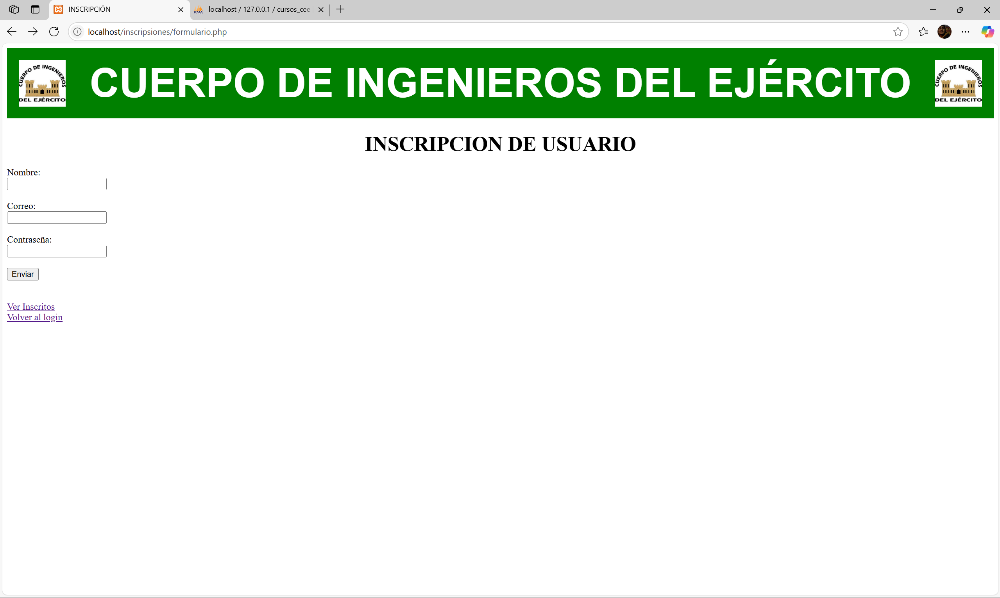 INSCRIPCIÓN
localhost / 127.0.0.1 / cursos_cee
localhost/inscripsiones/formulario.php
CUERPO DE INGENIEROS DEL EJÉRCITO
CUERPO DE INGENIEROS DEL EJÉRCITO
CUERPO DE INGENIEROS DEL EJÉRCITO
INSCRIPCION DE USUARIO
Nombre:
Correo:
Contraseña:
Enviar
Ver Inscritos
Volver al login